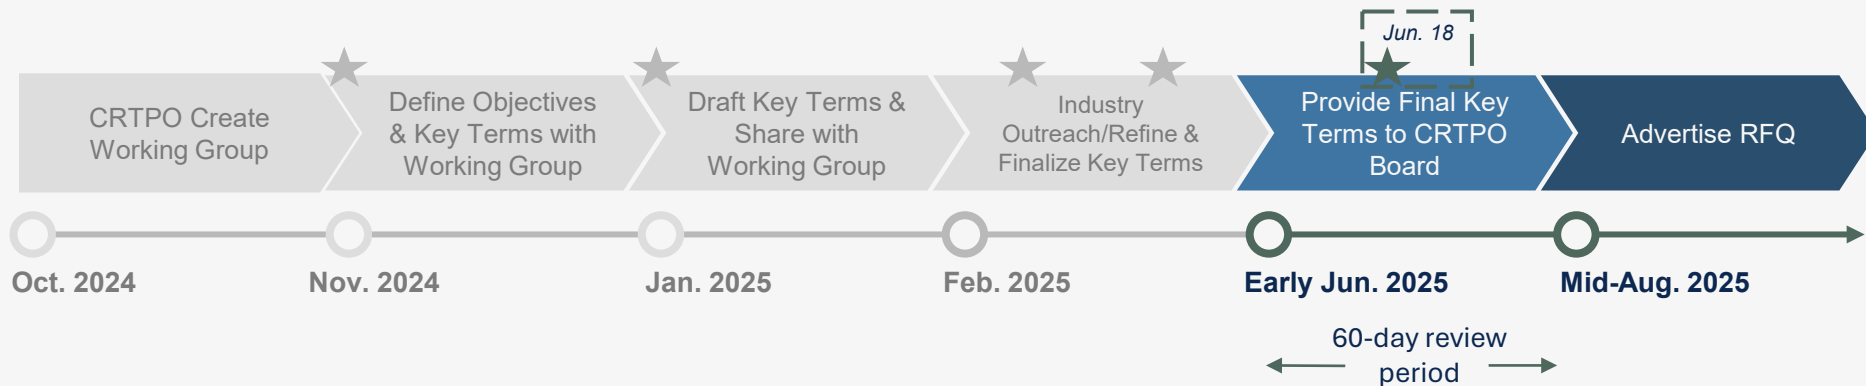 Jun. 18
CRTPO Create
Working Group
Define Objectives
& Key Terms with
Working Group
Draft Key Terms &
Share with
Working Group
Industry
Outreach/Refine &
Finalize Key Terms
Provide Final Key
Terms to CRTPO
Board
Advertise RFQ
Oct. 2024
Nov. 2024
Jan. 2025
Feb. 2025
Early Jun. 2025
Mid-Aug. 2025
60-day review
period